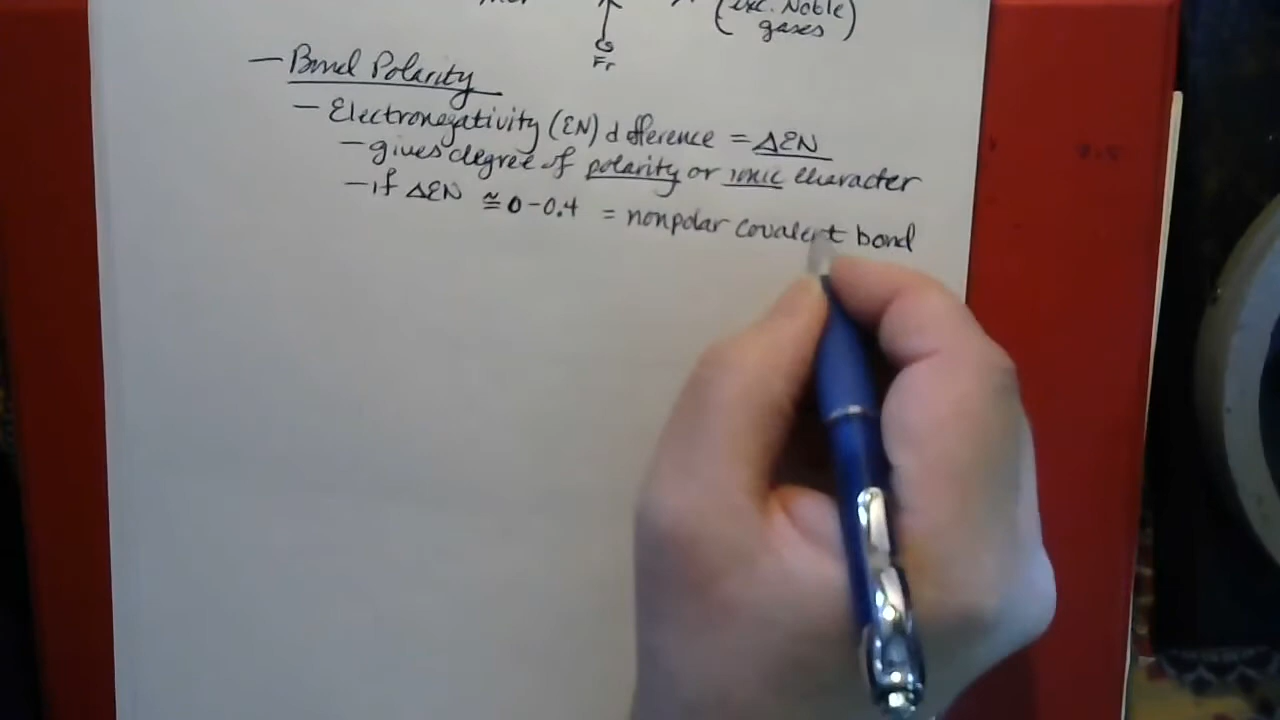 (exc. Noble
gases)
Fr
— Bond Polarity
— Electronegativity (EN) difference = ΔEN
— gives degree of polarity or ionic character
— if ΔEN ≅ 0-0.4 = nonpolar covalent bond